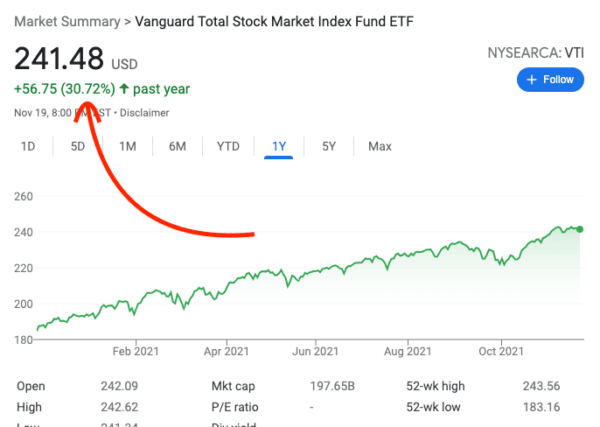 Market Summary > Vanguard Total Stock Market Index Fund ETF
241.48 USD
NYSEARCA: VTI
+ Follow
+56.75 (30.72%) ↑ past year
Nov 19, 8:00 EST • Disclaimer
1D 5D 1M 6M YTD 1Y 5Y Max
260
240
220
200
180
Feb 2021 Apr 2021 Jun 2021 Aug 2021 Oct 2021
Open 242.09 Mkt cap 197.65B 52-wk high 243.56
High 242.62 P/E ratio - 52-wk low 183.16